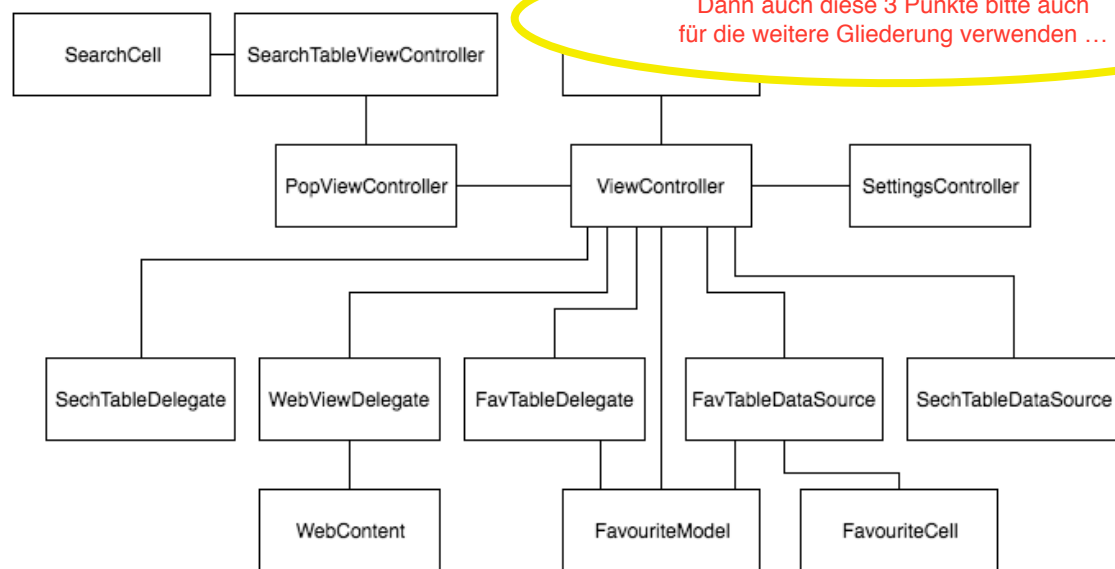 Dann auch diese 3 Punkte bitte auch
für die weitere Gliederung verwenden …
SearchCell
SearchTableViewController
PopViewController
ViewController
SettingsController
SechTableDelegate
WebViewDelegate
FavTableDelegate
FavTableDataSource
SechTableDataSource
WebContent
FavouriteModel
FavouriteCell